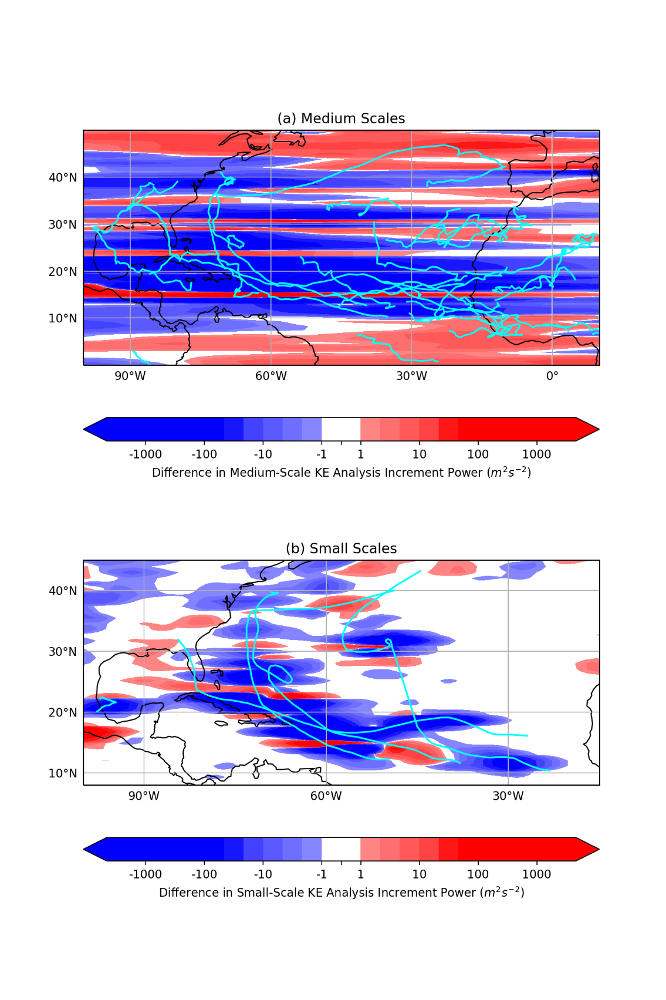 (a) Medium Scales
40°N
30°N
20°N
10°N
90°W 60°W 30°W 0°
-1000 -100 -10 -1 1 10 100 1000
Difference in Medium-Scale KE Analysis Increment Power (m²s⁻²)
(b) Small Scales
40°N
30°N
20°N
10°N
90°W 60°W 30°W
-1000 -100 -10 -1 1 10 100 1000
Difference in Small-Scale KE Analysis Increment Power (m²s⁻²)